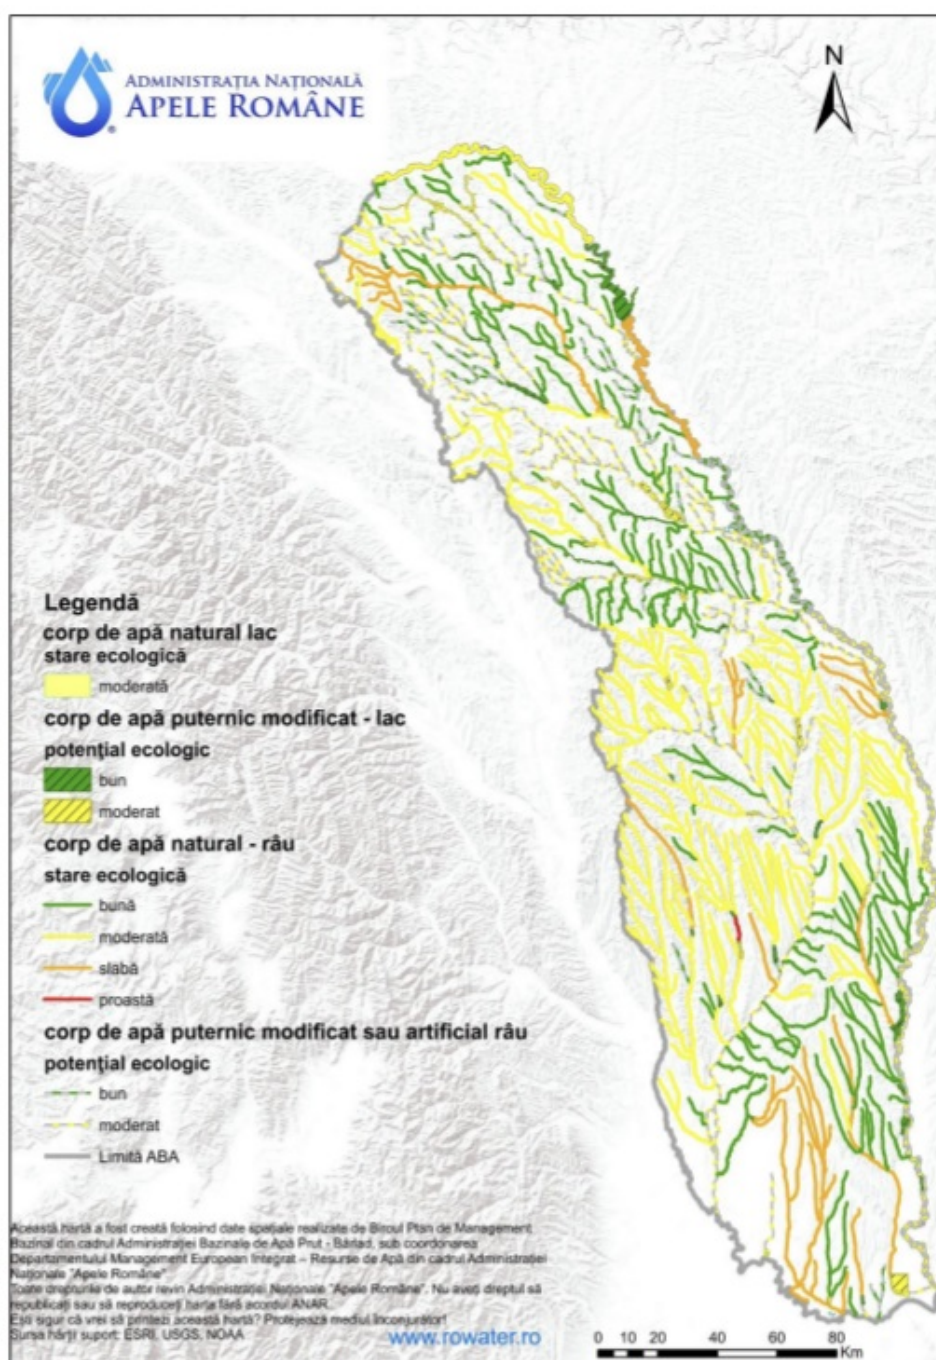 ADMINISTRAȚIA NAȚIONALĂ
APELE ROMÂNE
®
N
Legendă
corp de apă natural lac
stare ecologică
moderată
corp de apă puternic modificat - lac
potențial ecologic
bun
moderat
corp de apă natural - râu
stare ecologică
bună
moderată
slabă
proastă
corp de apă puternic modificat sau artificial râu
potențial ecologic
bun
moderat
Limită ABA
Această hartă a fost creată folosind date spațiale realizate de Biroul Plan de Management
Bazinal din cadrul Administrației Bazinale de Apă Prut - Bârlad, sub coordonarea
Departamentului Management European Integrat – Resurse de Apă din cadrul Administrației
Naționale "Apele Române"
Toate drepturile de autor revin Administrației Naționale "Apele Române". Nu aveți dreptul să
republicați sau să reproduceți harta fără acordul ANAR.
Ești sigur că vrei să printezi această hartă? Protejează mediul înconjurător!
Sursa hărții suport: ESRI, USGS, NOAA
www.rowater.ro
0 10 20 40 60 80
Km